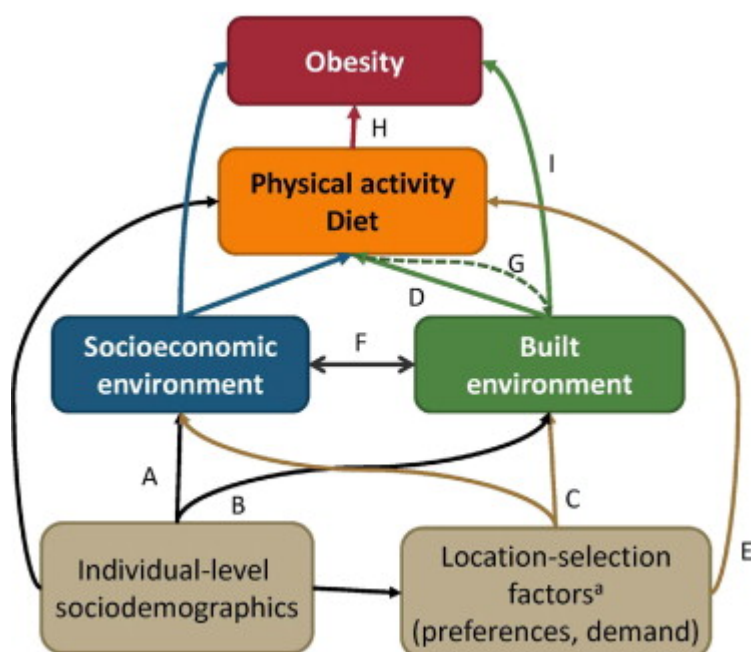 Obesity
H
I
Physical activity
Diet
G
D
Socioeconomic
environment
F
Built
environment
A
B
C
E
Individual-level
sociodemographics
Location-selection
factorsᵃ
(preferences, demand)